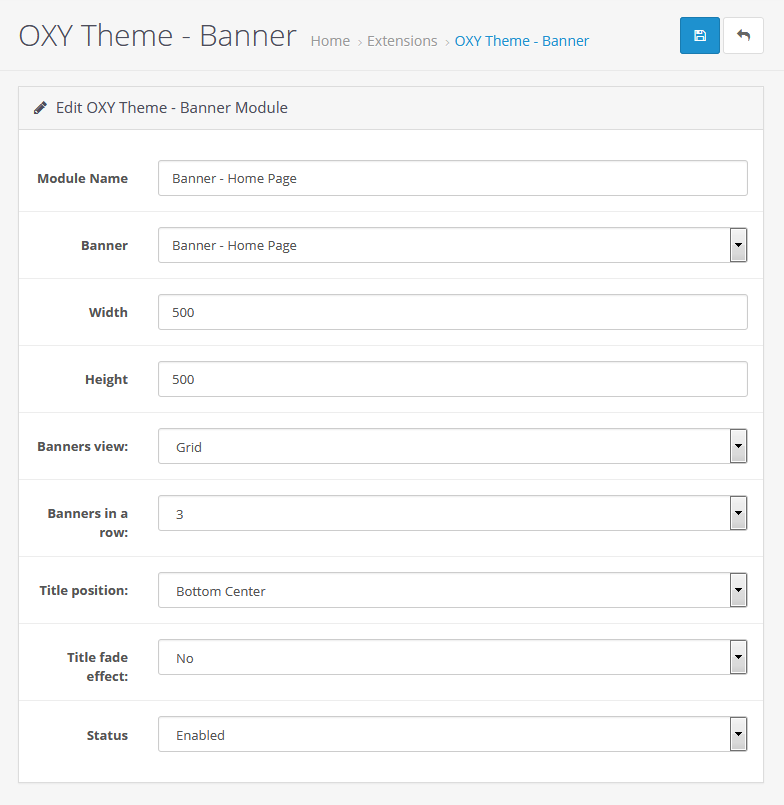 OXY Theme - Banner Home › Extensions › OXY Theme - Banner
Edit OXY Theme - Banner Module
Module Name Banner - Home Page
Banner Banner - Home Page
Width 500
Height 500
Banners view: Grid
Banners in a
row: 3
Title position: Bottom Center
Title fade
effect: No
Status Enabled